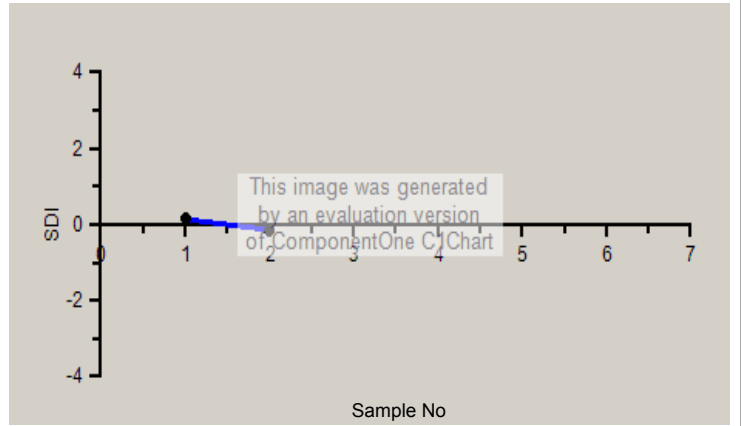 4
2
0
-2
-4
SDI
0 1 2 3 4 5 6 7
This image was generated
by an evaluation version
of ComponentOne C1Chart
Sample No